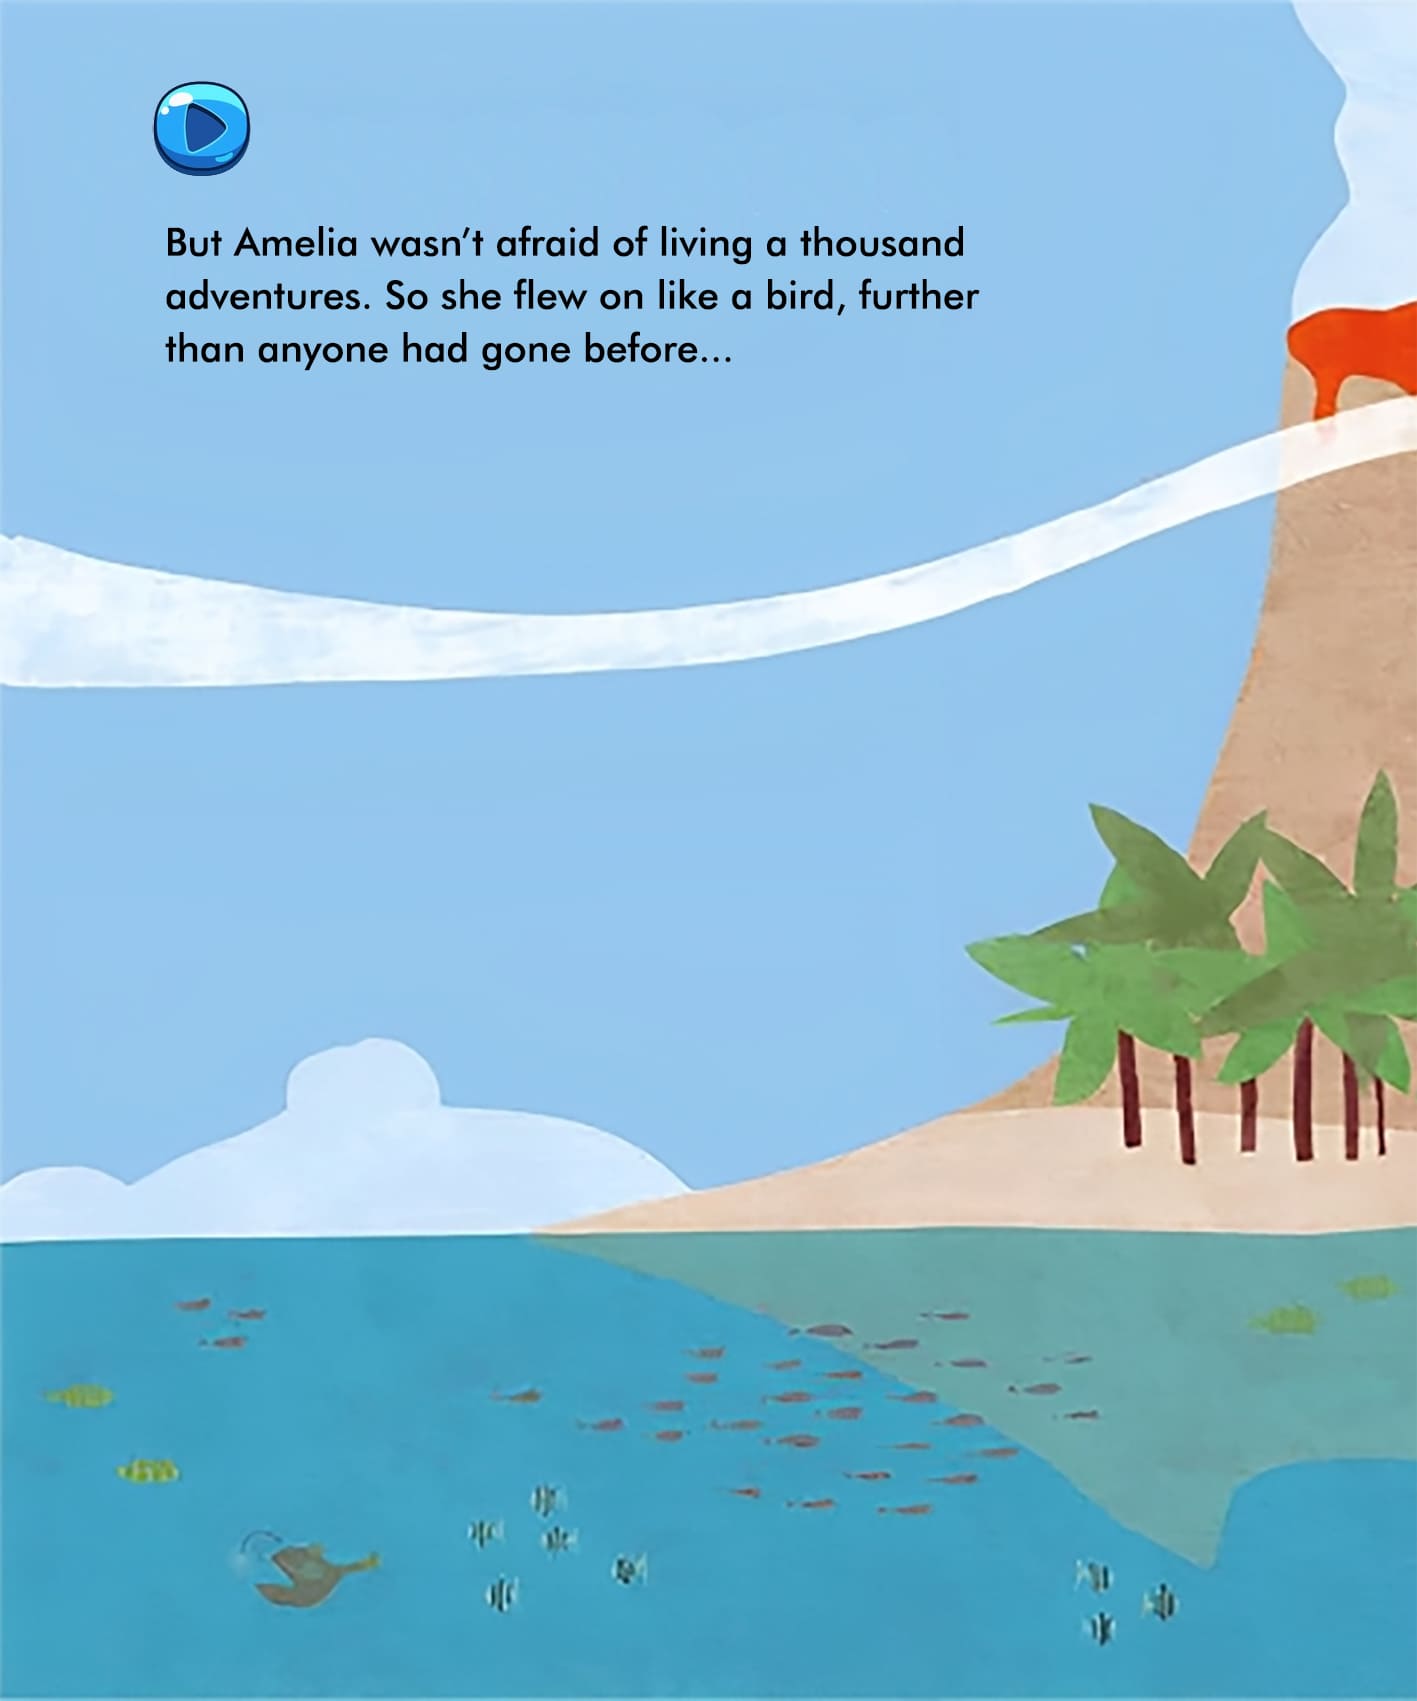 But Amelia wasn’t afraid of living a thousand
adventures. So she flew on like a bird, further
than anyone had gone before...